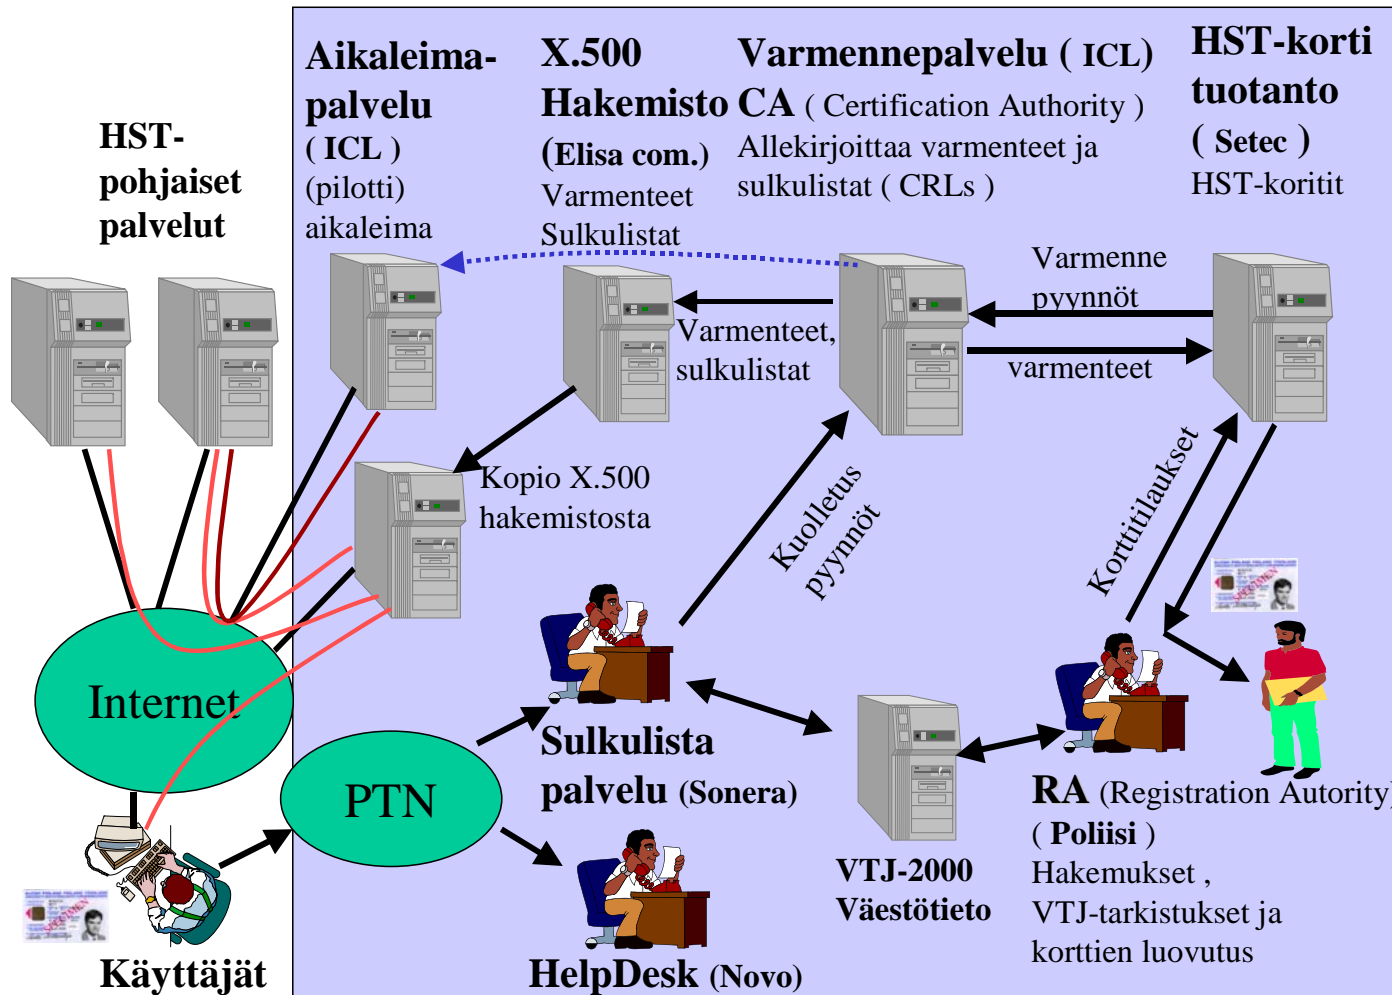 HST-
pohjaiset
palvelut
Aikaleima-
palvelu
( ICL )
(pilotti)
aikaleima
X.500
Hakemisto
(Elisa com.)
Varmenteet
Sulkulistat
Varmennepalvelu ( ICL)
CA ( Certification Authority )
Allekirjoittaa varmenteet ja
sulkulistat ( CRLs )
HST-korti
tuotanto
( Setec )
HST-koritit
Varmenne
pyynnöt
varmenteet
Varmenteet,
sulkulistat
Kopio X.500
hakemistosta
Kuolletus
pyynnöt
Korttitilaukset
SPECIMEN
Internet
PTN
Sulkulista
palvelu (Sonera)
VTJ-2000
Väestötieto
RA (Registration Autority)
( Poliisi )
Hakemukset ,
VTJ-tarkistukset ja
korttien luovutus
SPECIMEN
Käyttäjät
HelpDesk (Novo)